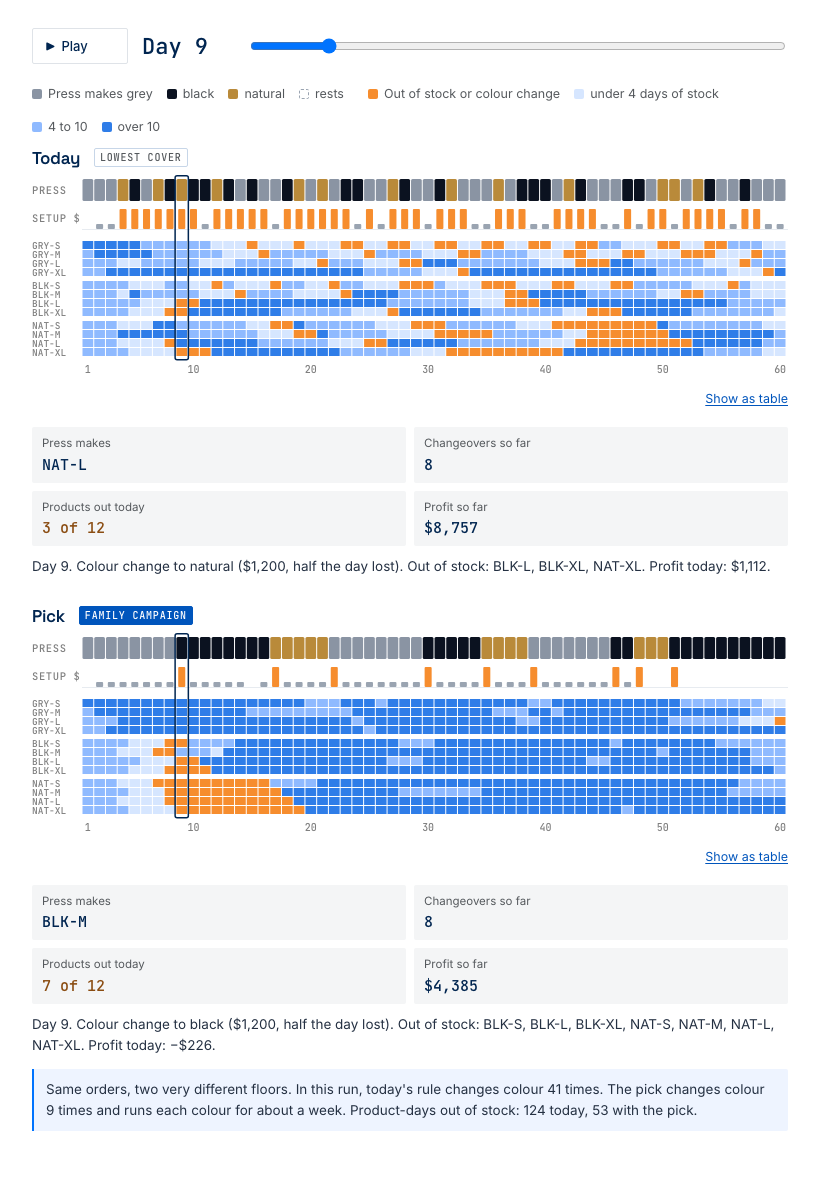 ▶ Play
Day 9
Press makes grey black natural rests Out of stock or colour change under 4 days of stock
4 to 10 over 10
Today LOWEST COVER
PRESS
SETUP $
GRY-S
GRY-M
GRY-L
GRY-XL
BLK-S
BLK-M
BLK-L
BLK-XL
NAT-S
NAT-M
NAT-L
NAT-XL
1 10 20 30 40 50 60
Show as table
Press makes
NAT-L
Changeovers so far
8
Products out today
3 of 12
Profit so far
$8,757
Day 9. Colour change to natural ($1,200, half the day lost). Out of stock: BLK-L, BLK-XL, NAT-XL. Profit today: $1,112.
Pick FAMILY CAMPAIGN
PRESS
SETUP $
GRY-S
GRY-M
GRY-L
GRY-XL
BLK-S
BLK-M
BLK-L
BLK-XL
NAT-S
NAT-M
NAT-L
NAT-XL
1 10 20 30 40 50 60
Show as table
Press makes
BLK-M
Changeovers so far
8
Products out today
7 of 12
Profit so far
$4,385
Day 9. Colour change to black ($1,200, half the day lost). Out of stock: BLK-S, BLK-L, BLK-XL, NAT-S, NAT-M, NAT-L,
NAT-XL. Profit today: −$226.
Same orders, two very different floors. In this run, today's rule changes colour 41 times. The pick changes colour
9 times and runs each colour for about a week. Product-days out of stock: 124 today, 53 with the pick.